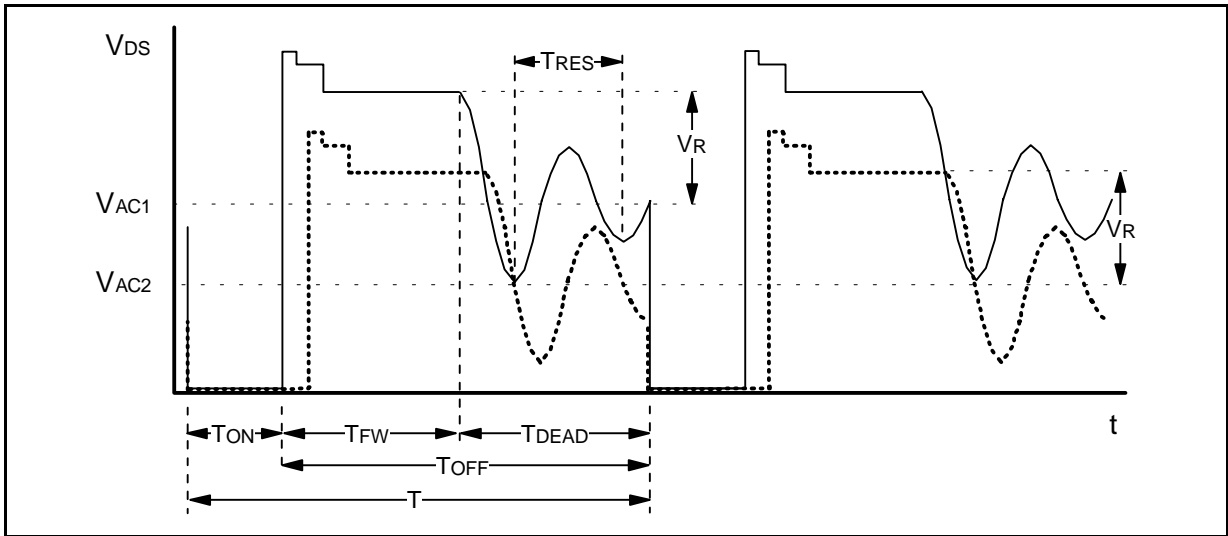 VDS
TRES
VR
VAC1
VR
VAC2
t
TON
TFW
TDEAD
TOFF
T